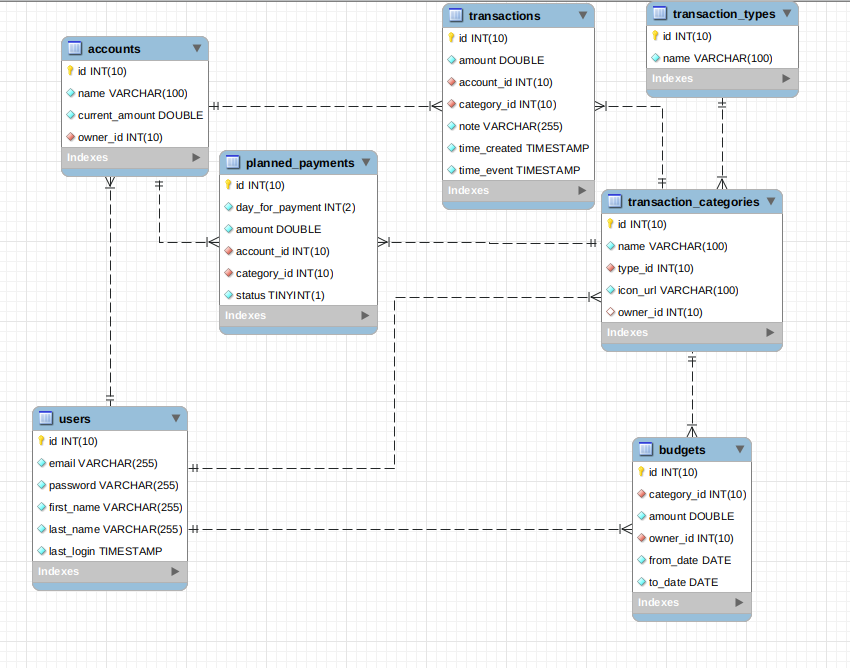 transactions
id INT(10)
amount DOUBLE
account_id INT(10)
category_id INT(10)
note VARCHAR(255)
time_created TIMESTAMP
time_event TIMESTAMP
Indexes
transaction_types
id INT(10)
name VARCHAR(100)
Indexes
accounts
id INT(10)
name VARCHAR(100)
current_amount DOUBLE
owner_id INT(10)
Indexes
planned_payments
id INT(10)
day_for_payment INT(2)
amount DOUBLE
account_id INT(10)
category_id INT(10)
status TINYINT(1)
Indexes
transaction_categories
id INT(10)
name VARCHAR(100)
type_id INT(10)
icon_url VARCHAR(100)
owner_id INT(10)
Indexes
users
id INT(10)
email VARCHAR(255)
password VARCHAR(255)
first_name VARCHAR(255)
last_name VARCHAR(255)
last_login TIMESTAMP
Indexes
budgets
id INT(10)
category_id INT(10)
amount DOUBLE
owner_id INT(10)
from_date DATE
to_date DATE
Indexes